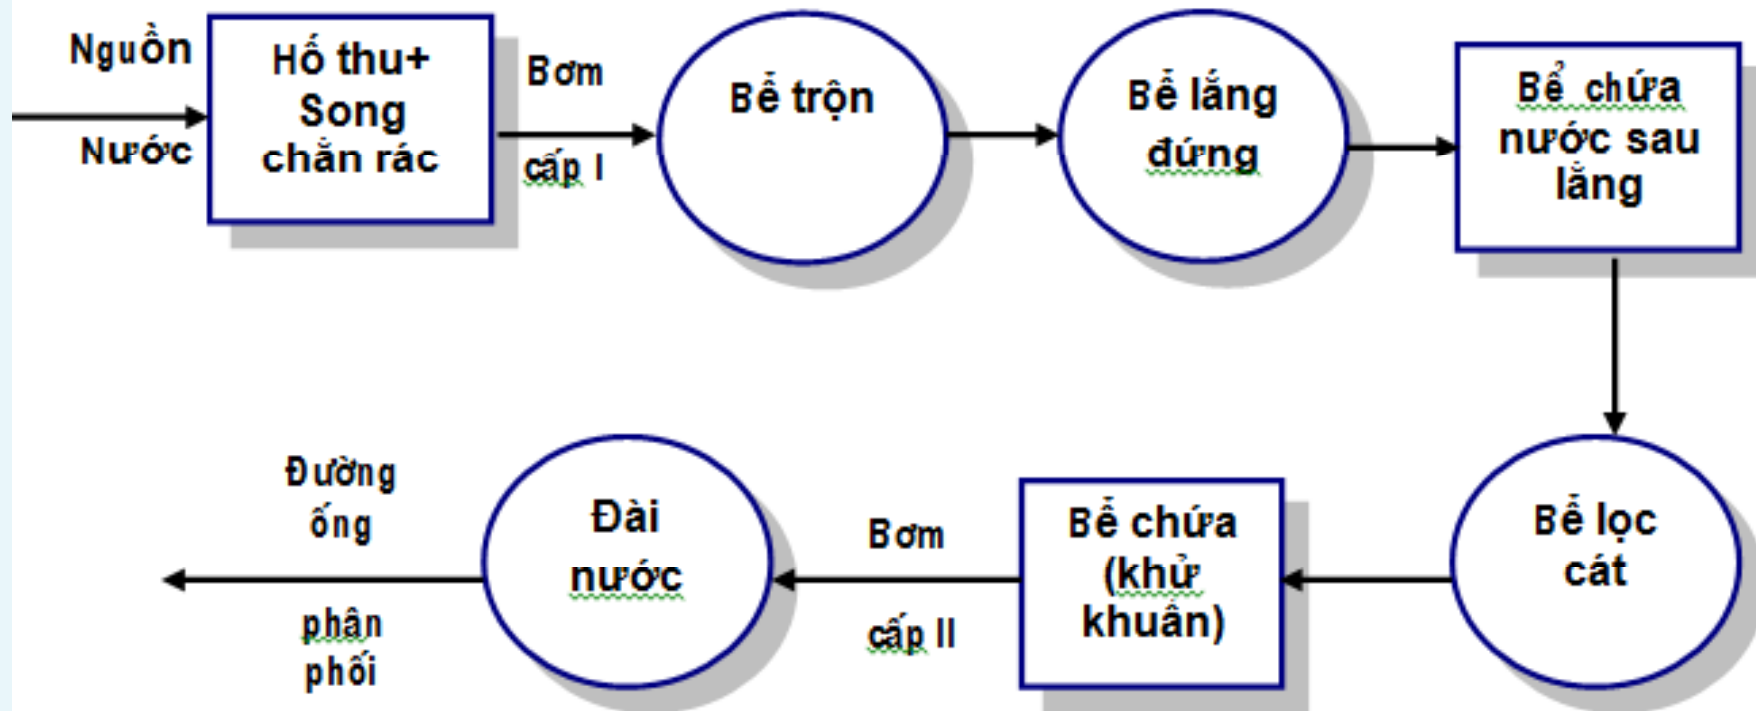 Nguồn
Nước
Hố thu+
Song
chắn rác
Bơm
cấp I
Bể trộn
Bể lắng
đứng
Bể chứa
nước sau
lắng
Bể lọc
cát
Bể chứa
(khử
khuẩn)
Bơm
cấp II
Đài
nước
Đường
ống
phân
phối